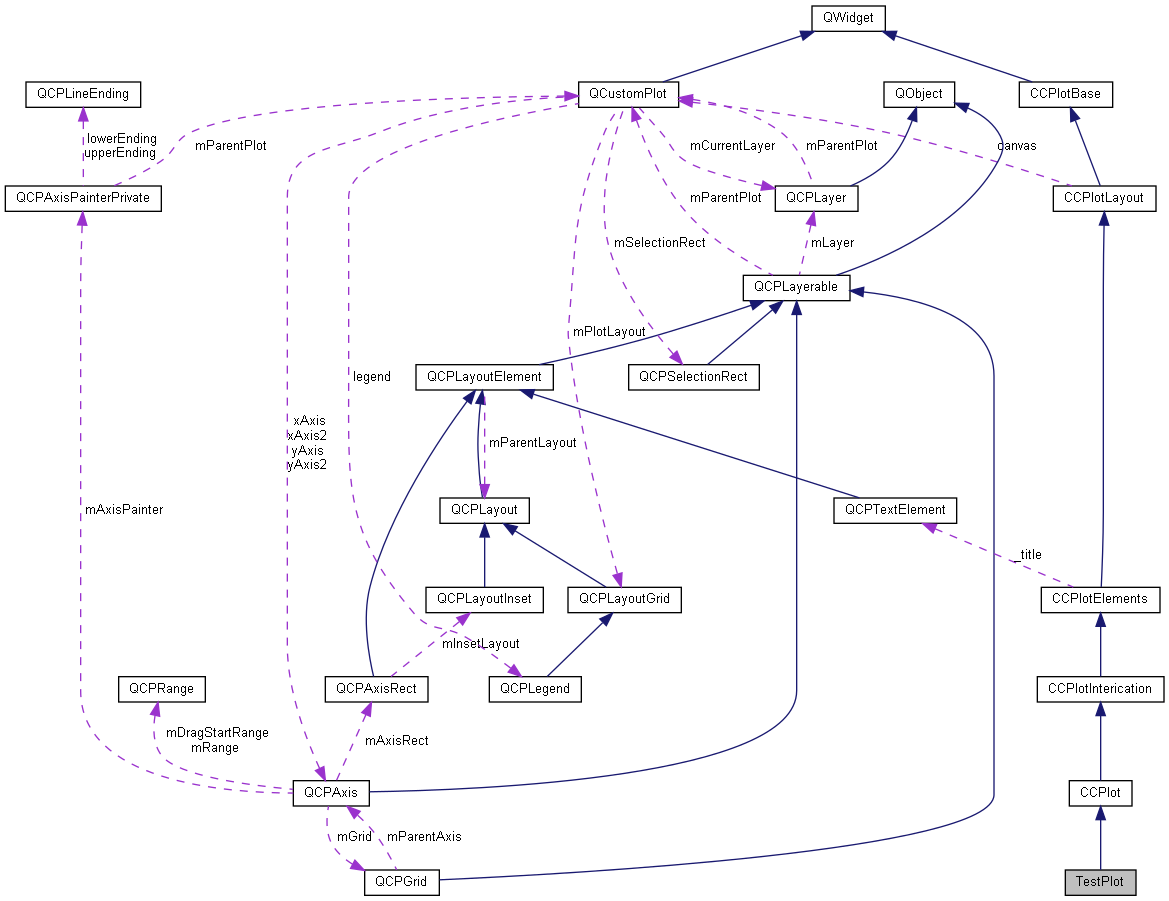 QWidget
QCPLineEnding
QCustomPlot
QObject
CCPlotBase
lowerEnding
upperEnding
mParentPlot
mCurrentLayer
mParentPlot
canvas
QCPAxisPainterPrivate
mParentPlot
QCPLayer
CCPlotLayout
mSelectionRect
mLayer
QCPLayerable
mPlotLayout
legend
QCPLayoutElement
QCPSelectionRect
xAxis
xAxis2
yAxis
yAxis2
mParentLayout
mAxisPainter
QCPLayout
QCPTextElement
_title
QCPLayoutInset
QCPLayoutGrid
CCPlotElements
mInsetLayout
QCPRange
QCPAxisRect
QCPLegend
CCPlotInterication
mDragStartRange
mRange
mAxisRect
QCPAxis
CCPlot
mGrid
mParentAxis
QCPGrid
TestPlot